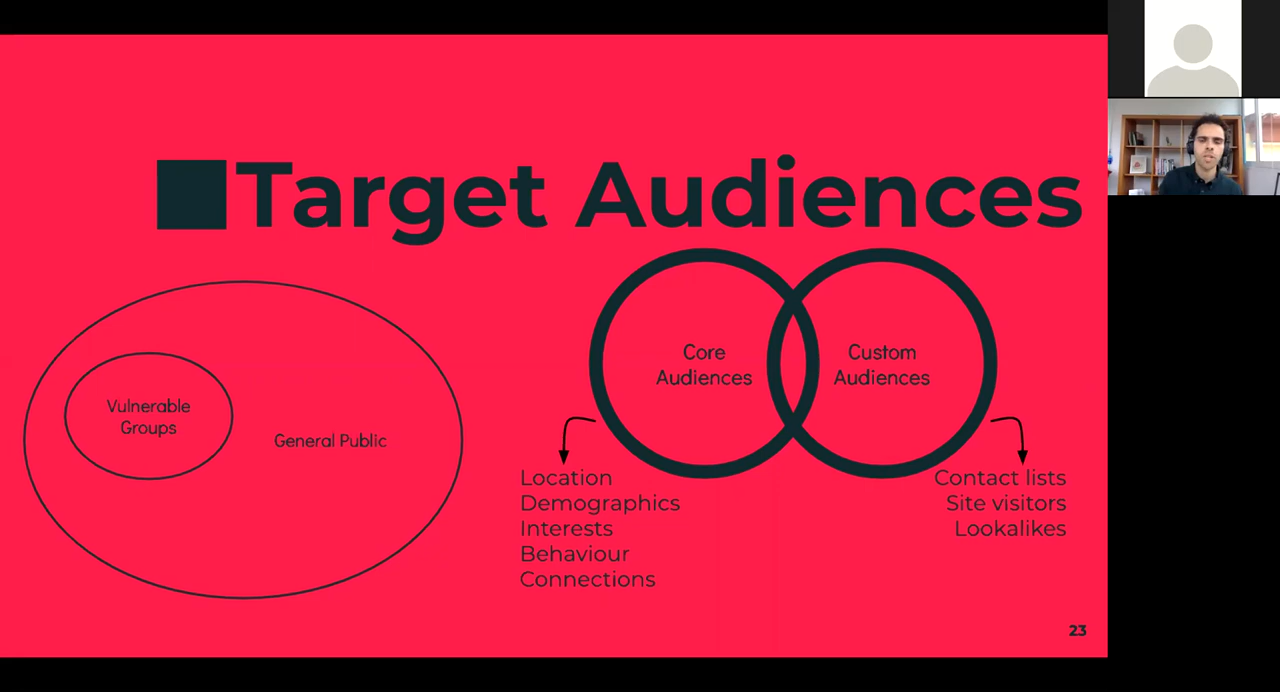 Target Audiences
Vulnerable
Groups
General Public
Core
Audiences
Custom
Audiences
Location
Demographics
Interests
Behaviour
Connections
Contact lists
Site visitors
Lookalikes
23